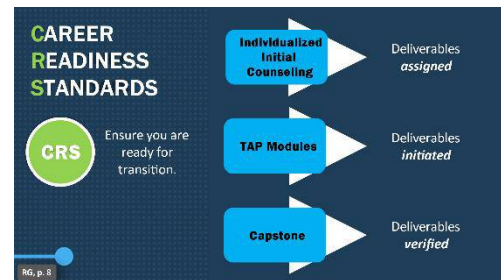 CAREER
READINESS
STANDARDS
CRS
Ensure you are
ready for
transition.
Individualized
Initial
Counseling
Deliverables
assigned
TAP Modules
Deliverables
initiated
Capstone
Deliverables
verified
RG, p. 8